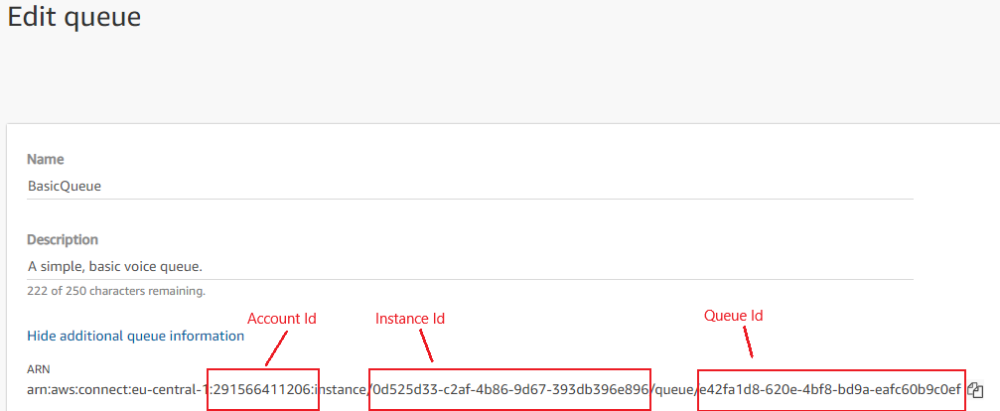 Edit queue
Name
BasicQueue
Description
A simple, basic voice queue.
222 of 250 characters remaining.
Account Id
Instance Id
Queue Id
Hide additional queue information
ARN
arn:aws:connect:eu-central-1:291566411206:instance/0d525d33-c2af-4b86-9d67-393db396e896/queue/e42fa1d8-620e-4bf8-bd9a-eafc60b9c0ef